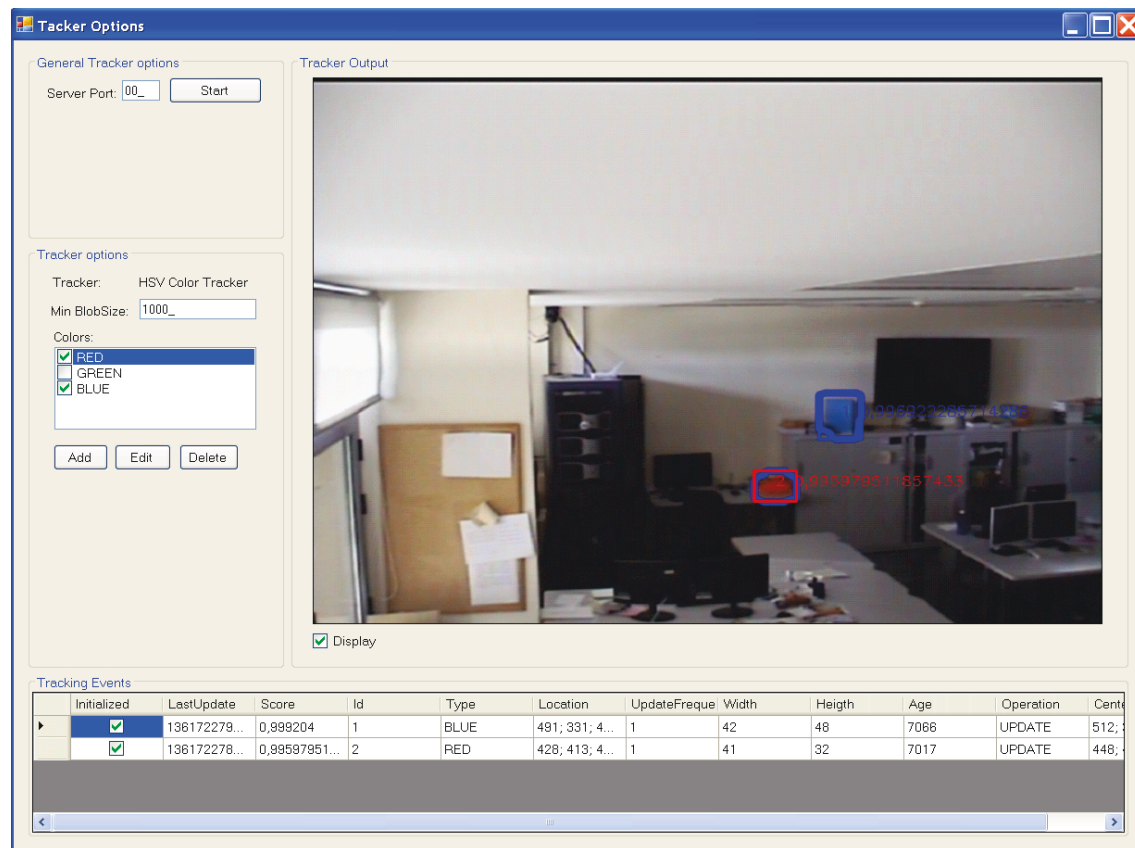 Tacker Options
General Tracker options
Server Port: 00_ Start
Tracker Output
Tracker options
Tracker: HSV Color Tracker
Min BlobSize: 1000_
Colors:
RED
GREEN
BLUE
Add Edit Delete
Display
Tracking Events
Initialized LastUpdate Score Id Type Location UpdateFreque Width Heigth Age Operation Cente
136172279... 0,999204 1 BLUE 491; 331; 4... 1 42 48 7066 UPDATE 512;
136172278... 0,99597951... 2 RED 428; 413; 4... 1 41 32 7017 UPDATE 448;